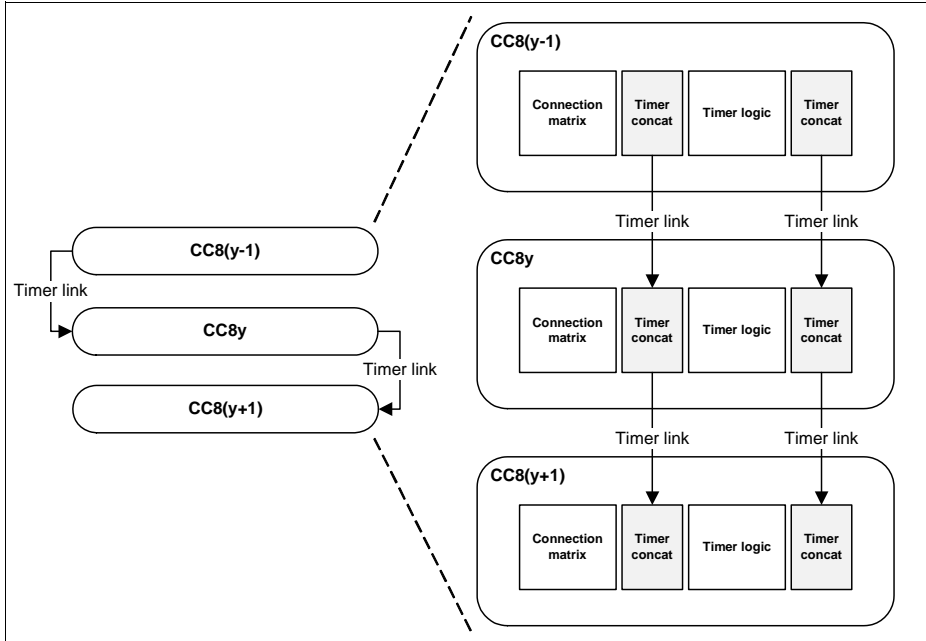 CC8(y-1)
Timer link
CC8y
Timer link
CC8(y+1)
CC8(y-1)
Connection matrix
Timer concat
Timer logic
Timer concat
Timer link
Timer link
CC8y
Connection matrix
Timer concat
Timer logic
Timer concat
Timer link
Timer link
CC8(y+1)
Connection matrix
Timer concat
Timer logic
Timer concat